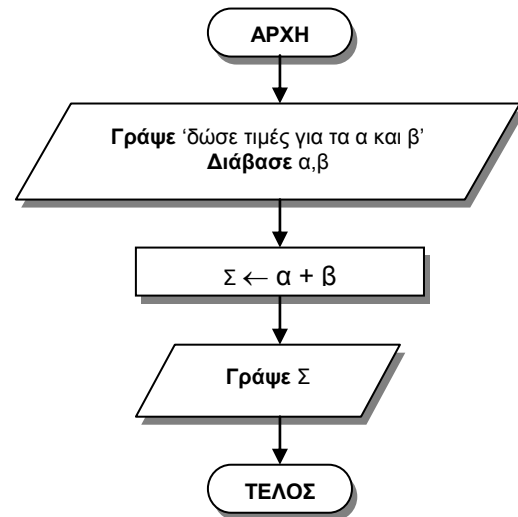 ΑΡΧΗ
Γράψε ‘δώσε τιμές για τα α και β’
Διάβασε α,β
Σ ← α + β
Γράψε Σ
ΤΕΛΟΣ